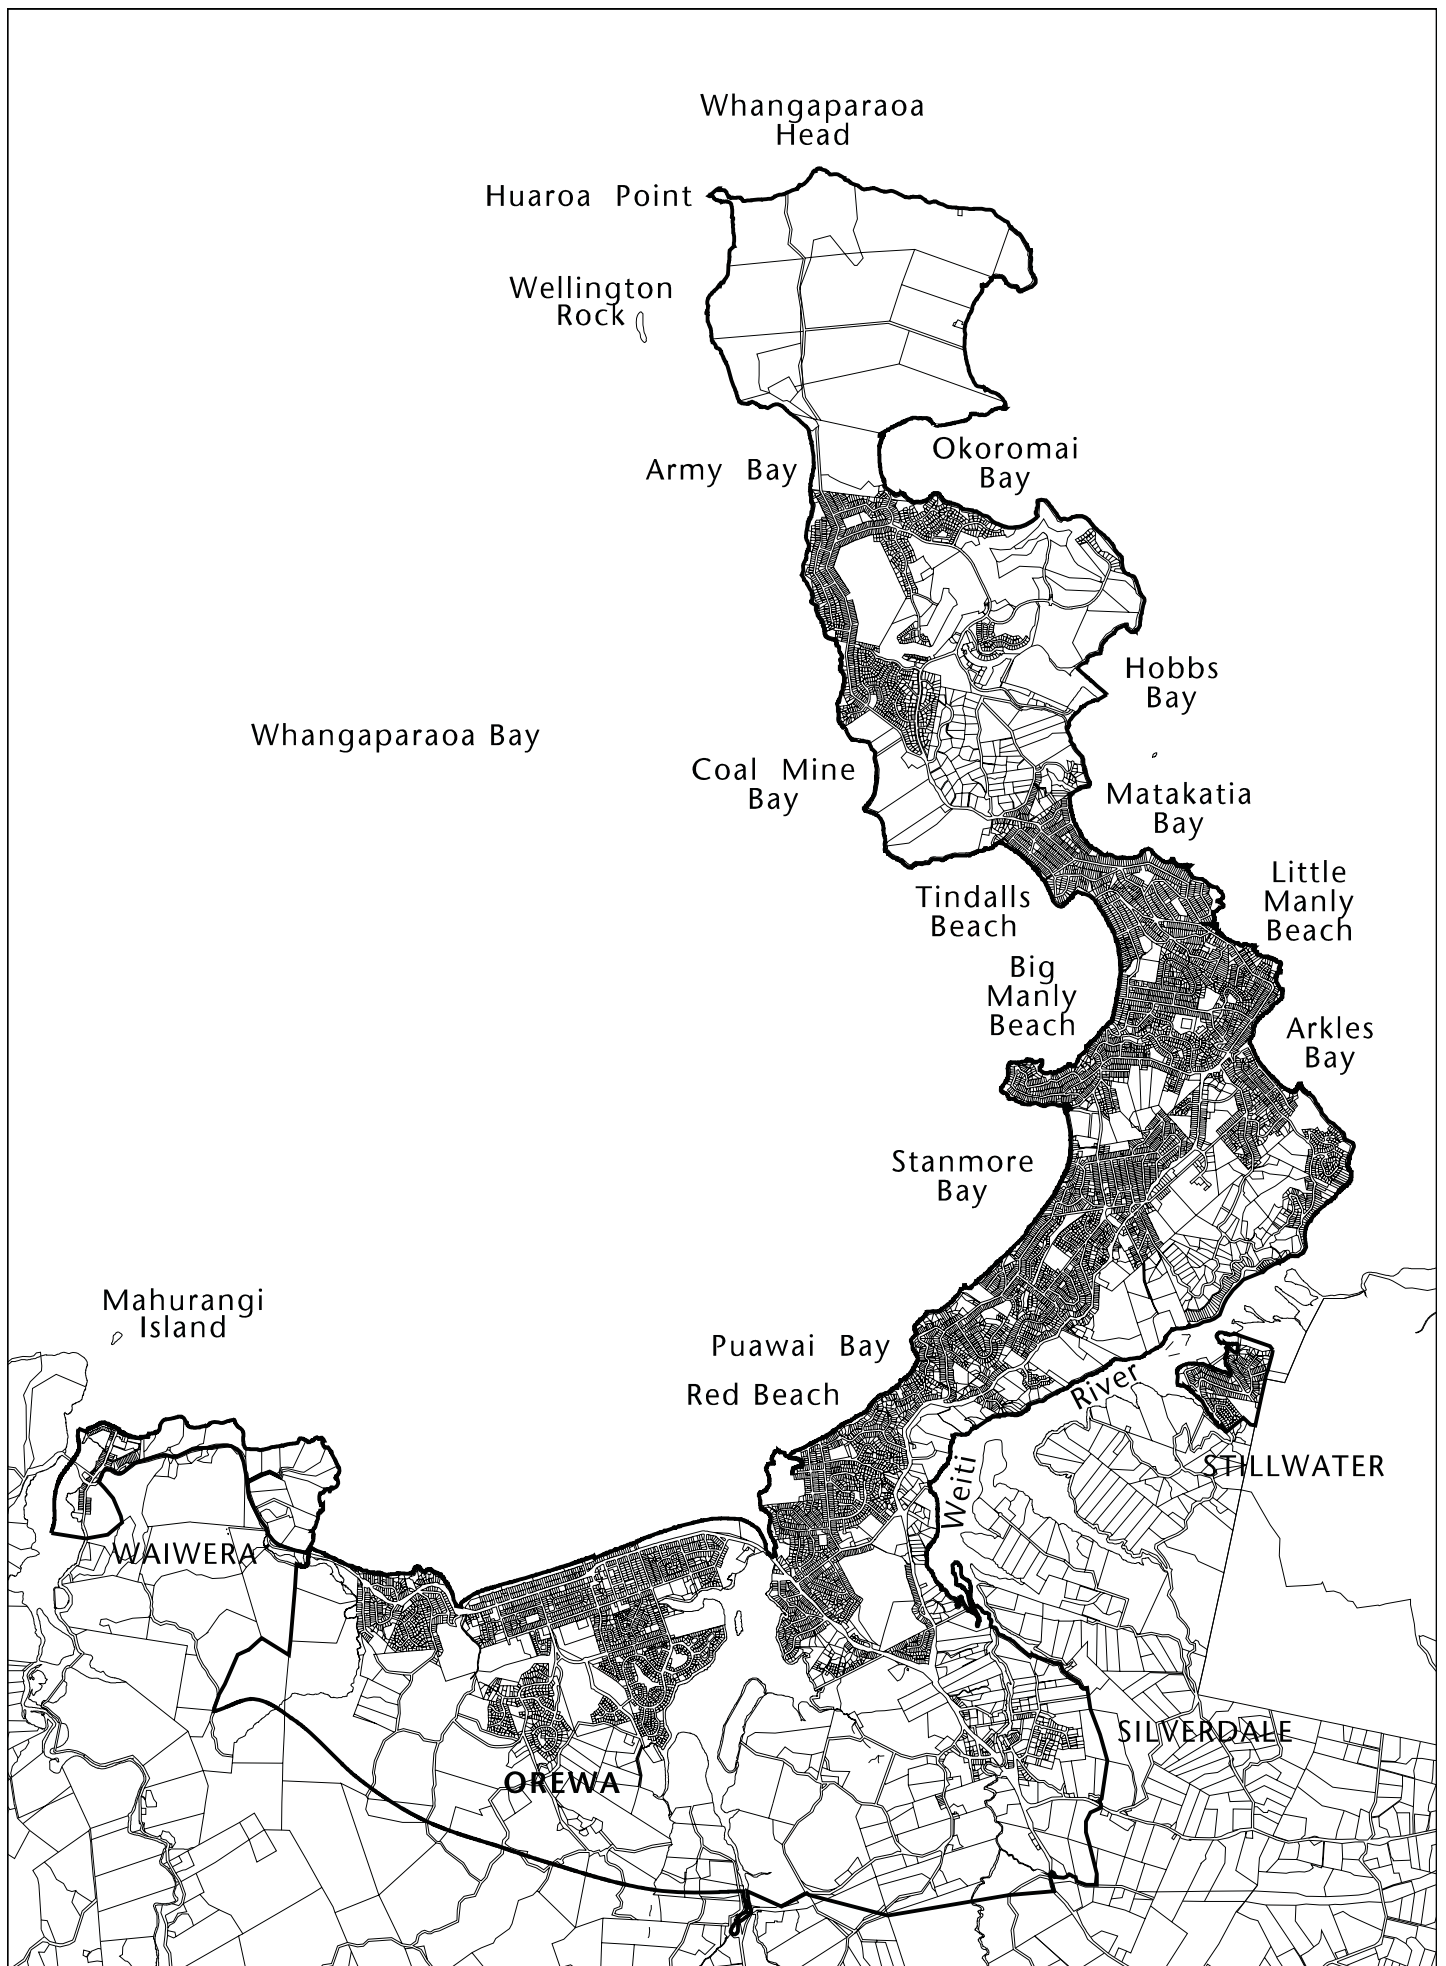 Whangaparaoa
Head
Huaroa Point
Wellington
Rock
Okoromai
Bay
Army Bay
Hobbs
Bay
Whangaparaoa Bay
Coal Mine
Bay
Matakatia
Bay
Little
Manly
Beach
Tindalls
Beach
Big
Manly
Beach
Arkles
Bay
Stanmore
Bay
Mahurangi
Island
Puawai Bay
Red Beach
River
Weiti
STILLWATER
WAIWERA
SILVERDALE
OREWA